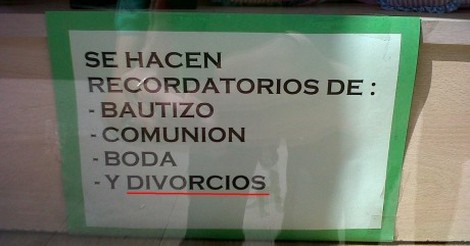 SE HACEN
RECORDATORIOS DE :
- BAUTIZO
- COMUNION
- BODA
- Y DIVORCIOS